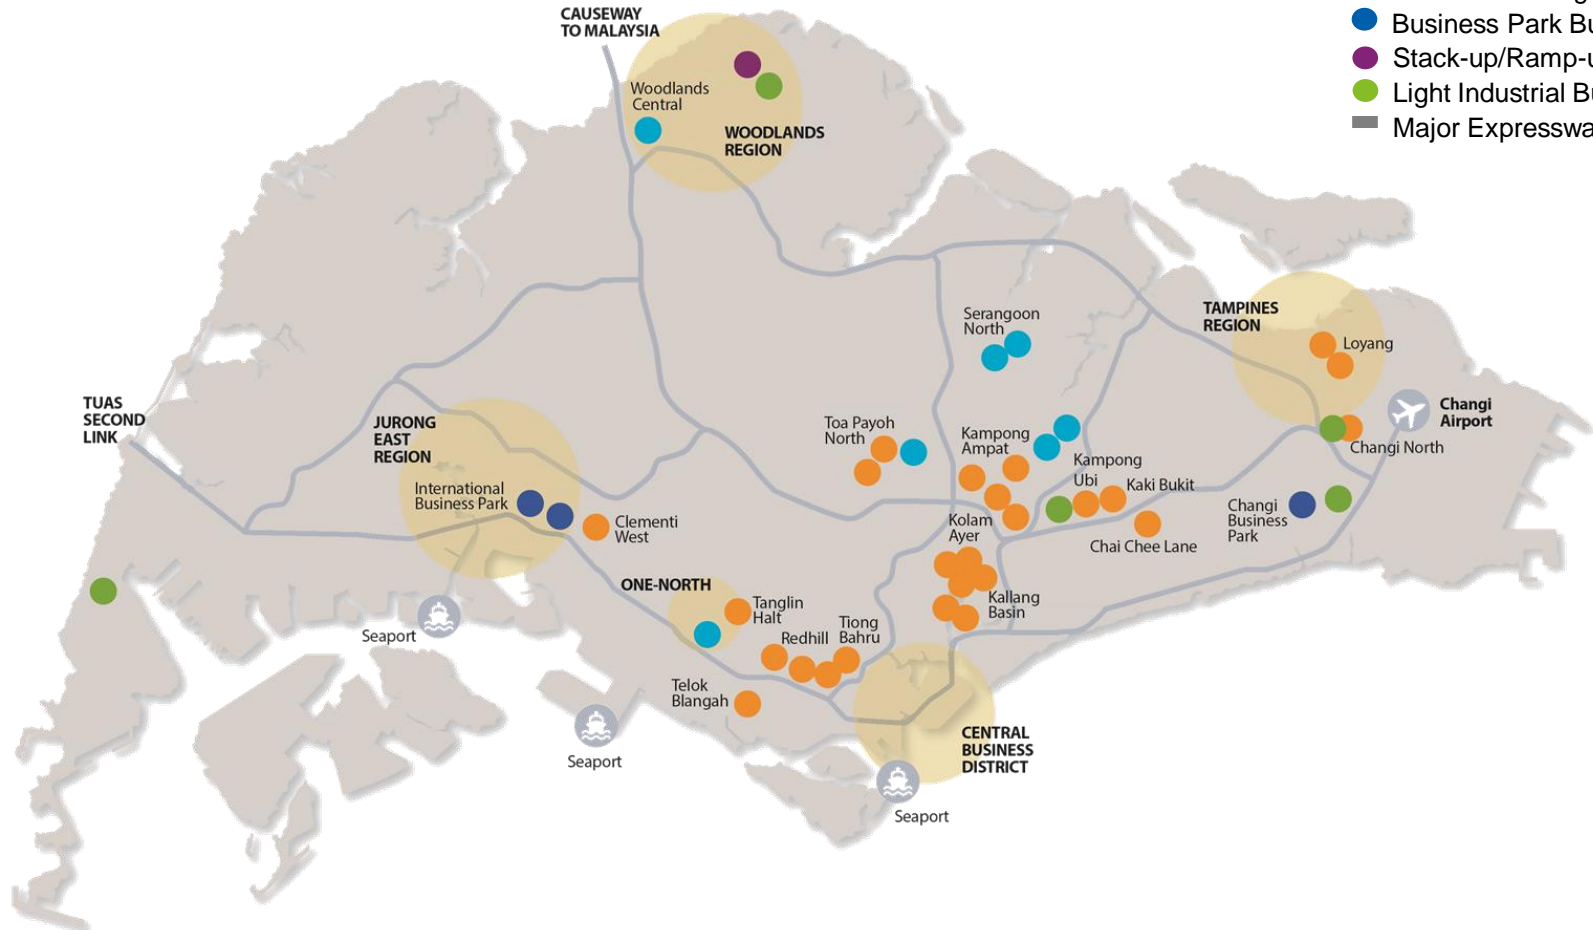 CAUSEWAY
TO MALAYSIA
Business Park
Stack-up/Ramp-u
Light Industrial
Major Expresswa
Woodlands
Central
WOODLANDS
REGION
Serangoon
North
TAMPINES
REGION
Loyang
TUAS
SECOND
LINK
JURONG
EAST
REGION
Changi
Airport
Toa Payoh
North
Kampong
Ampat
Changi North
Kampong
Ubi
Kaki Bukit
International
Business Park
Clementi
West
Kolam
Ayer
Chai Chee Lane
Changi
Business
Park
ONE-NORTH
Tanglin
Halt
Kallang
Basin
Seaport
Redhill
Tiong
Bahru
Telok
Blangah
CENTRAL
BUSINESS
DISTRICT
Seaport
Seaport